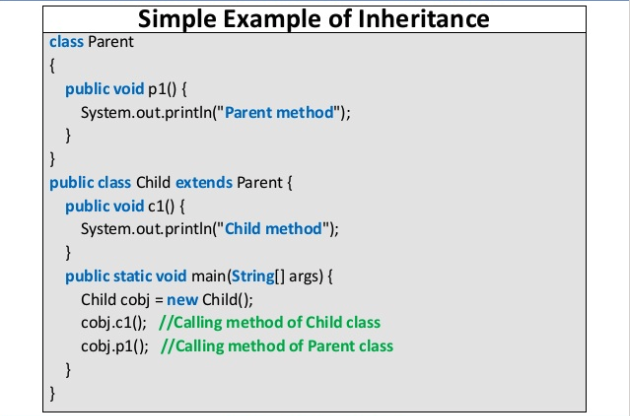 Simple Example of Inheritance
class Parent
{
public void p1() {
System.out.println("Parent method");
}
}
public class Child extends Parent {
public void c1() {
System.out.println("Child method");
}
public static void main(String[] args) {
Child cobj = new Child();
cobj.c1(); //Calling method of Child class
cobj.p1(); //Calling method of Parent class
}
}